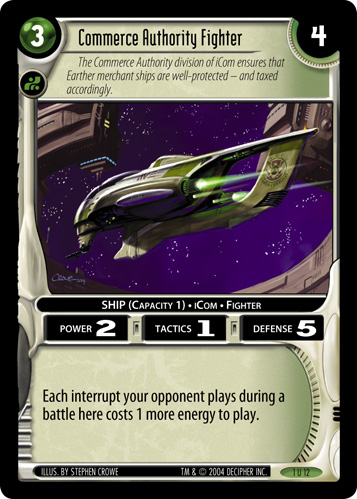 3
Commerce Authority Fighter
4
The Commerce Authority division of iCom ensures that
Earther merchant ships are well-protected – and taxed
accordingly.
CROWE
SHIP (CAPACITY 1) • ICOM • FIGHTER
POWER 2 TACTICS 1 DEFENSE 5
Each interrupt your opponent plays during a
battle here costs 1 more energy to play.
ILLUS. BY STEPHEN CROWE
TM & © 2004 DECIPHER INC.
1 U 12